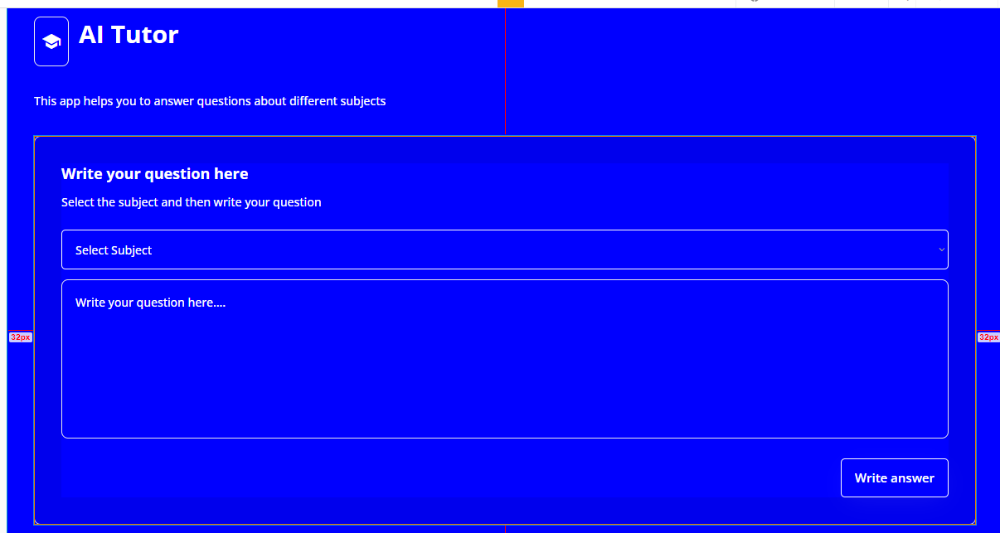 AI Tutor
This app helps you to answer questions about different subjects
Write your question here
Select the subject and then write your question
Select Subject
Write your question here....
32px
32px
Write answer